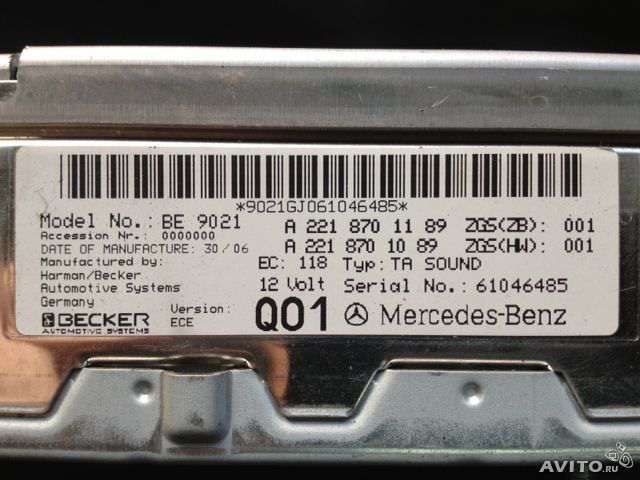 *9021GJ061046485*
Model No.: BE 9021 A 221 870 11 89 ZGS(ZB): 001
Accession Nr.: 0000000 A 221 870 10 89 ZGS(HW): 001
DATE OF MANUFACTURE: 30/06
Manufactured by: EC: 118 Typ: TA SOUND
Harman/Becker
Automotive Systems 12 Volt Serial No.: 61046485
Germany
Version: Q01 Mercedes-Benz
ECE
BECKER
AUTOMOTIVE SYSTEMS
AVITO.ru